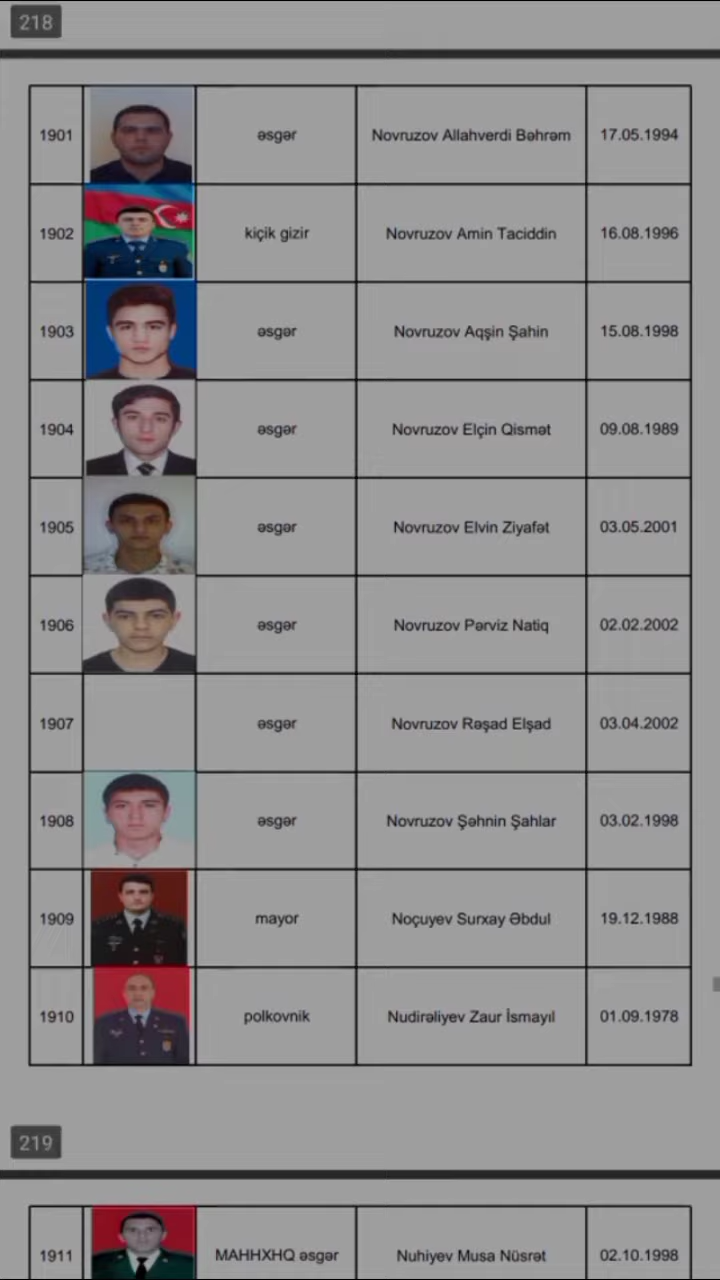 218
1901 əsgər Novruzov Allahverdi Bəhrəm 17.05.1994
1902 kiçik gizir Novruzov Amin Taciddin 16.08.1996
1903 əsgər Novruzov Aqşin Şahin 15.08.1998
1904 əsgər Novruzov Elçin Qismət 09.08.1989
1905 əsgər Novruzov Elvin Ziyafət 03.05.2001
1906 əsgər Novruzov Pərviz Natiq 02.02.2002
1907 əsgər Novruzov Rəşad Elşad 03.04.2002
1908 əsgər Novruzov Şəhnin Şahlar 03.02.1998
1909 mayor Noçuyev Surxay Əbdul 19.12.1988
1910 polkovnik Nudirəliyev Zaur İsmayıl 01.09.1978
219
1911 MAHHXHQ əsgər Nuhiyev Musa Nüsrət 02.10.1998